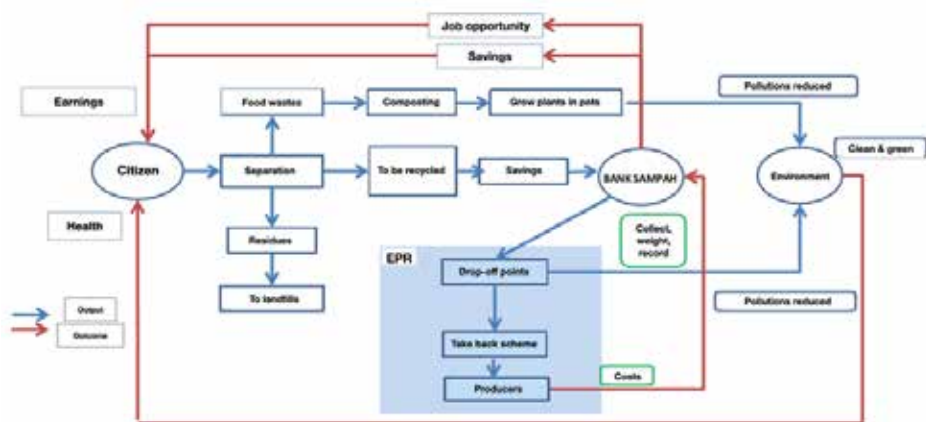 Job opportunity
Savings
Earnings
Food wastes
Composting
Grow plants in pots
Pollutions reduced
Clean & green
Citizen
Separation
To be recycled
Savings
BANK SAMPAH
Environment
Health
Collect,
weight,
record
Residues
EPR
Drop-off points
To landfills
Pollutions reduced
Output
Outcome
Take back scheme
Producers
Costs